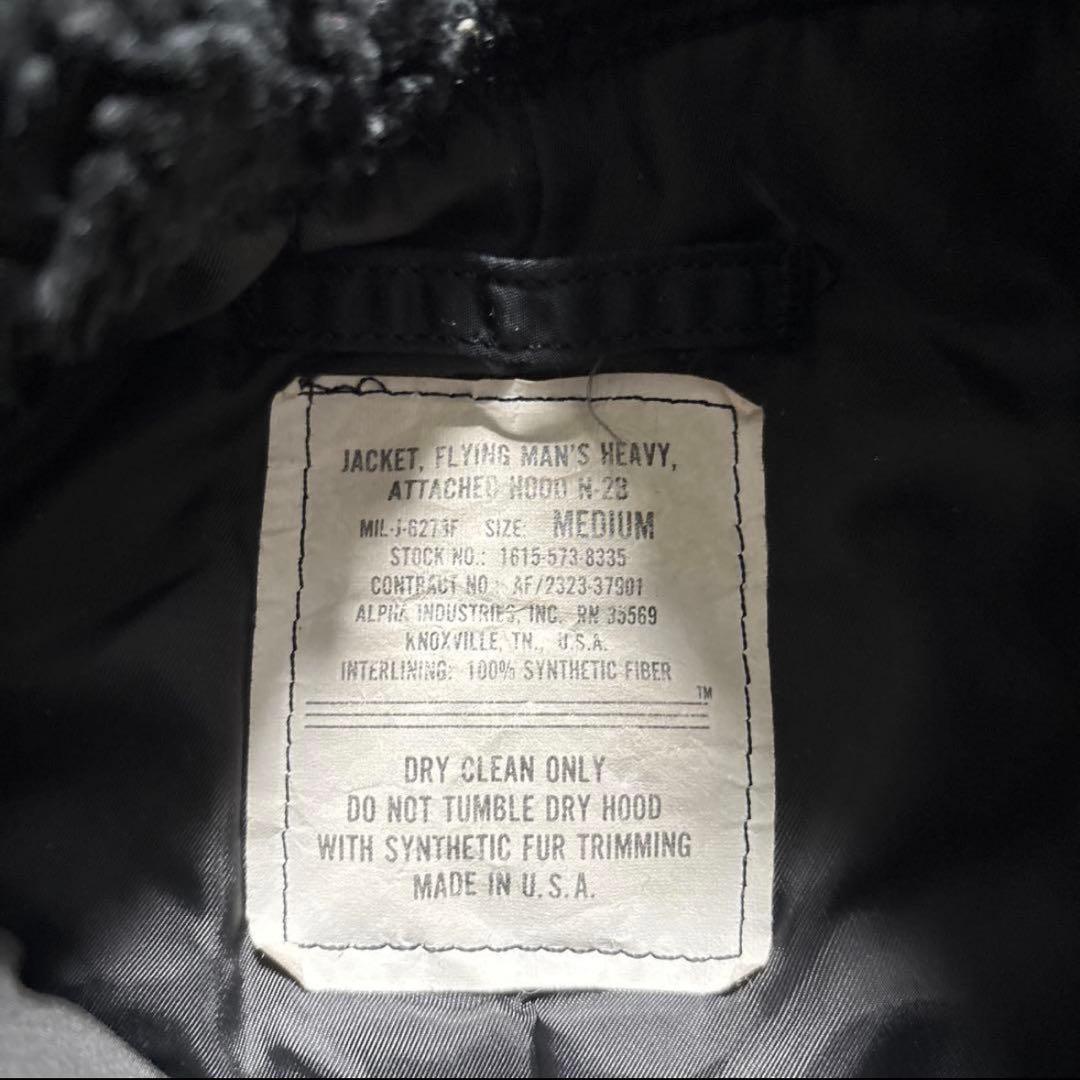 JACKET, FLYING MAN'S HEAVY,
ATTACHED HOOD N-2B
MIL-J-6273F SIZE: MEDIUM
STOCK NO.: 1615-573-8335
CONTRACT NO: AF/2323-37901
ALPHA INDUSTRIES, INC. RN 35569
KNOXVILLE, TN., U.S.A.
INTERLINING: 100% SYNTHETIC FIBER
TM
DRY CLEAN ONLY
DO NOT TUMBLE DRY HOOD
WITH SYNTHETIC FUR TRIMMING
MADE IN U.S.A.